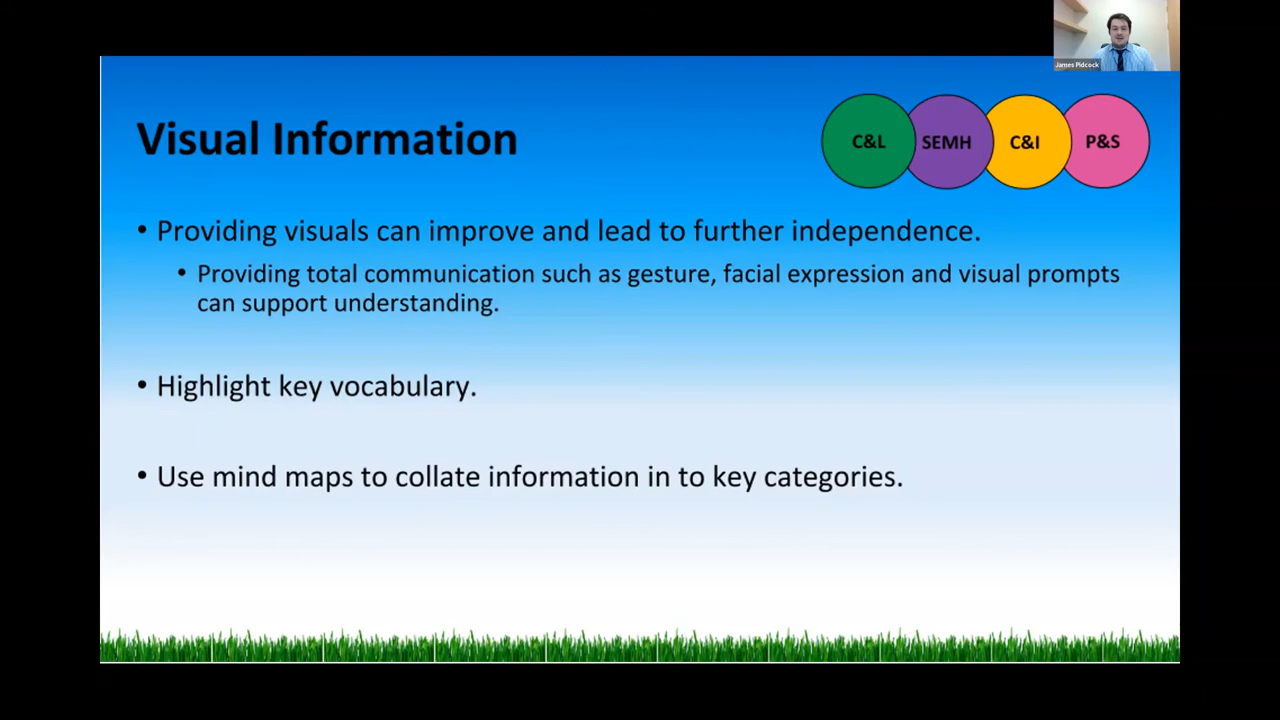 James Pidcock
Visual Information
C&L
SEMH
C&I
P&S
• Providing visuals can improve and lead to further independence.
• Providing total communication such as gesture, facial expression and visual prompts
can support understanding.
• Highlight key vocabulary.
• Use mind maps to collate information in to key categories.